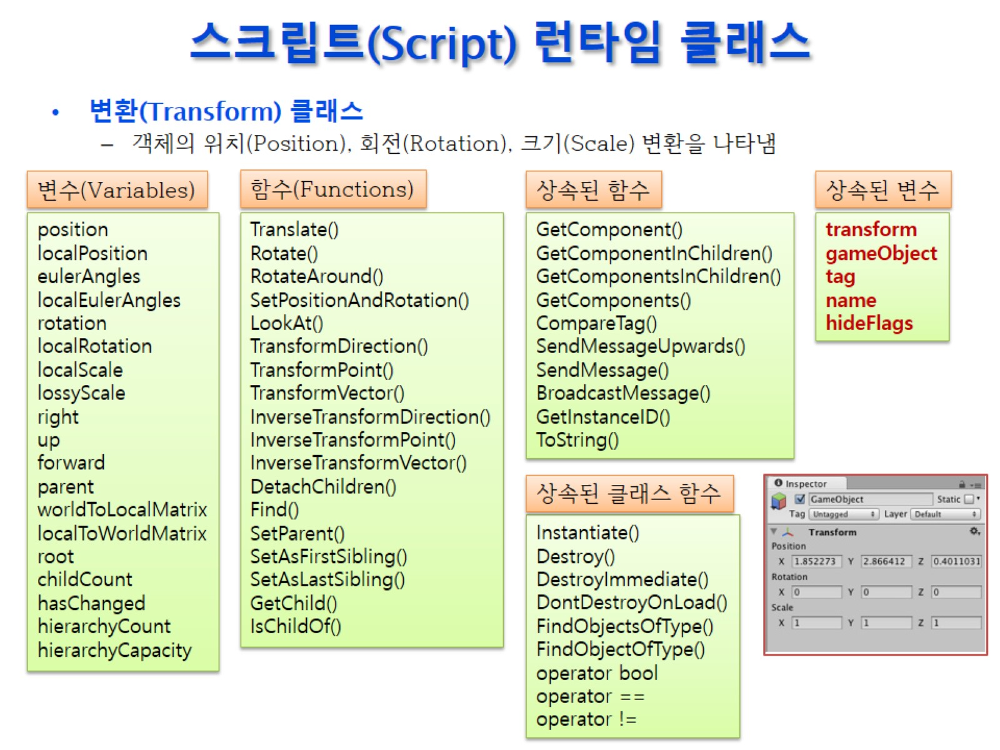 스크립트(Script) 런타임 클래스
• 변환(Transform) 클래스
– 객체의 위치(Position), 회전(Rotation), 크기(Scale) 변환을 나타냄
변수(Variables)
position
localPosition
eulerAngles
localEulerAngles
rotation
localRotation
localScale
lossyScale
right
up
forward
parent
worldToLocalMatrix
localToWorldMatrix
root
childCount
hasChanged
hierarchyCount
hierarchyCapacity
함수(Functions)
Translate()
Rotate()
RotateAround()
SetPositionAndRotation()
LookAt()
TransformDirection()
TransformPoint()
TransformVector()
InverseTransformDirection()
InverseTransformPoint()
InverseTransformVector()
DetachChildren()
Find()
SetParent()
SetAsFirstSibling()
SetAsLastSibling()
GetChild()
IsChildOf()
상속된 함수
GetComponent()
GetComponentInChildren()
GetComponentsInChildren()
GetComponents()
CompareTag()
SendMessageUpwards()
SendMessage()
BroadcastMessage()
GetInstanceID()
ToString()
상속된 클래스 함수
Instantiate()
Destroy()
DestroyImmediate()
DontDestroyOnLoad()
FindObjectsOfType()
FindObjectOfType()
operator bool
operator ==
operator !=
상속된 변수
transform
gameObject
tag
name
hideFlags
Inspector
GameObject Static
Tag Untagged Layer Default
Transform
Position
X 1.852273 Y 2.866412 Z 0.4011031
Rotation
X 0 Y 0 Z 0
Scale
X 1 Y 1 Z 1